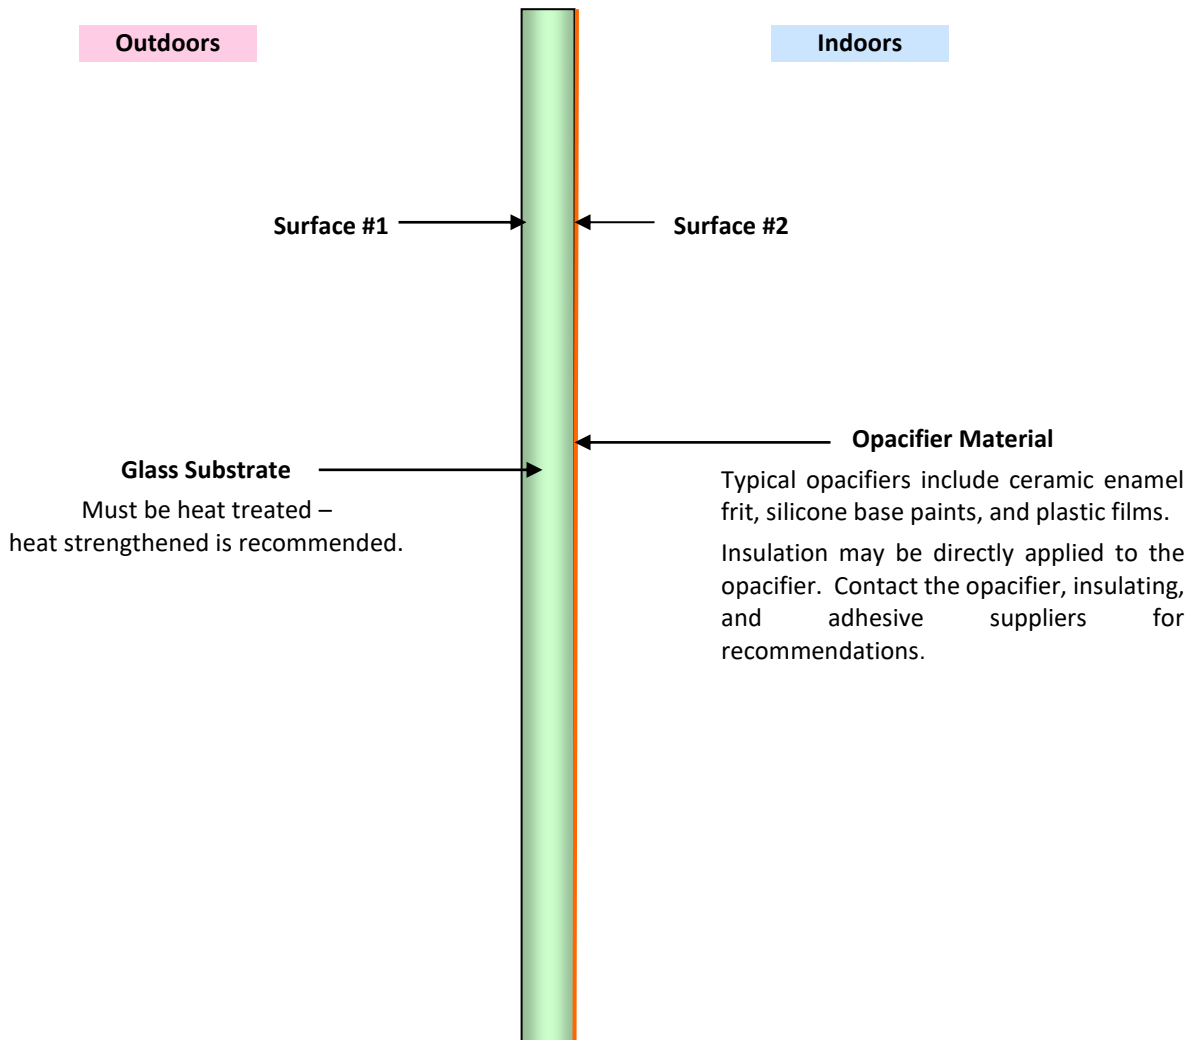 Outdoors
Indoors
Surface #1
Surface #2
Glass Substrate
Must be heat treated –
heat strengthened is recommended.
Opacifier Material
Typical opacifiers include ceramic enamel
frit, silicone base paints, and plastic films.
Insulation may be directly applied to the
opacifier. Contact the opacifier, insulating,
and adhesive suppliers for
recommendations.